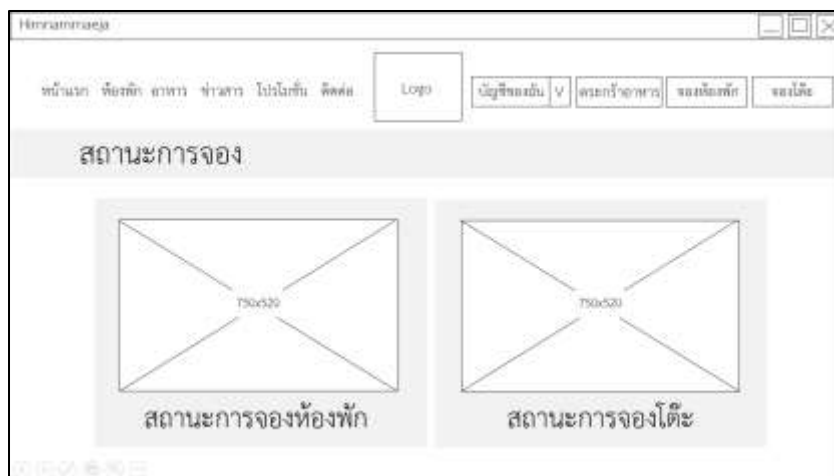 Himnammaeja
หน้าแรก ห้องพัก อาหาร ข่าวสาร โปรโมชั่น ติดต่อ Logo บัญชีของฉัน V ตระกร้าอาหาร จองห้องพัก จองโต๊ะ
สถานะการจอง
750x520 750x520
สถานะการจองห้องพัก สถานะการจองโต๊ะ